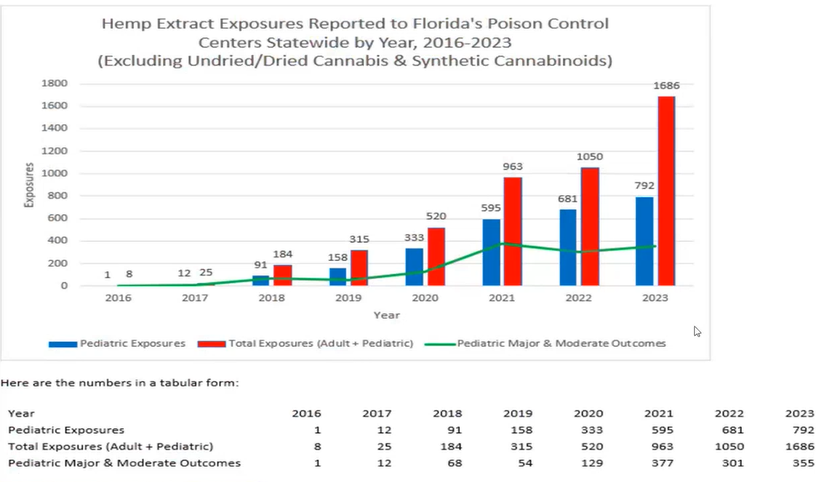 Hemp Extract Exposures Reported to Florida's Poison Control
Centers Statewide by Year, 2016-2023
(Excluding Undried/Dried Cannabis & Synthetic Cannabinoids)
1800
1600
1400
1200
1000
800
600
400
200
0
Exposures
1 8
12 25
91 184
158 315
333 520
595 963
681 1050
792 1686
2016 2017 2018 2019 2020 2021 2022 2023
Year
Pediatric Exposures Total Exposures (Adult + Pediatric) Pediatric Major & Moderate Outcomes
Here are the numbers in a tabular form:
Year 2016 2017 2018 2019 2020 2021 2022 2023
Pediatric Exposures 1 12 91 158 333 595 681 792
Total Exposures (Adult + Pediatric) 8 25 184 315 520 963 1050 1686
Pediatric Major & Moderate Outcomes 1 12 68 54 129 377 301 355